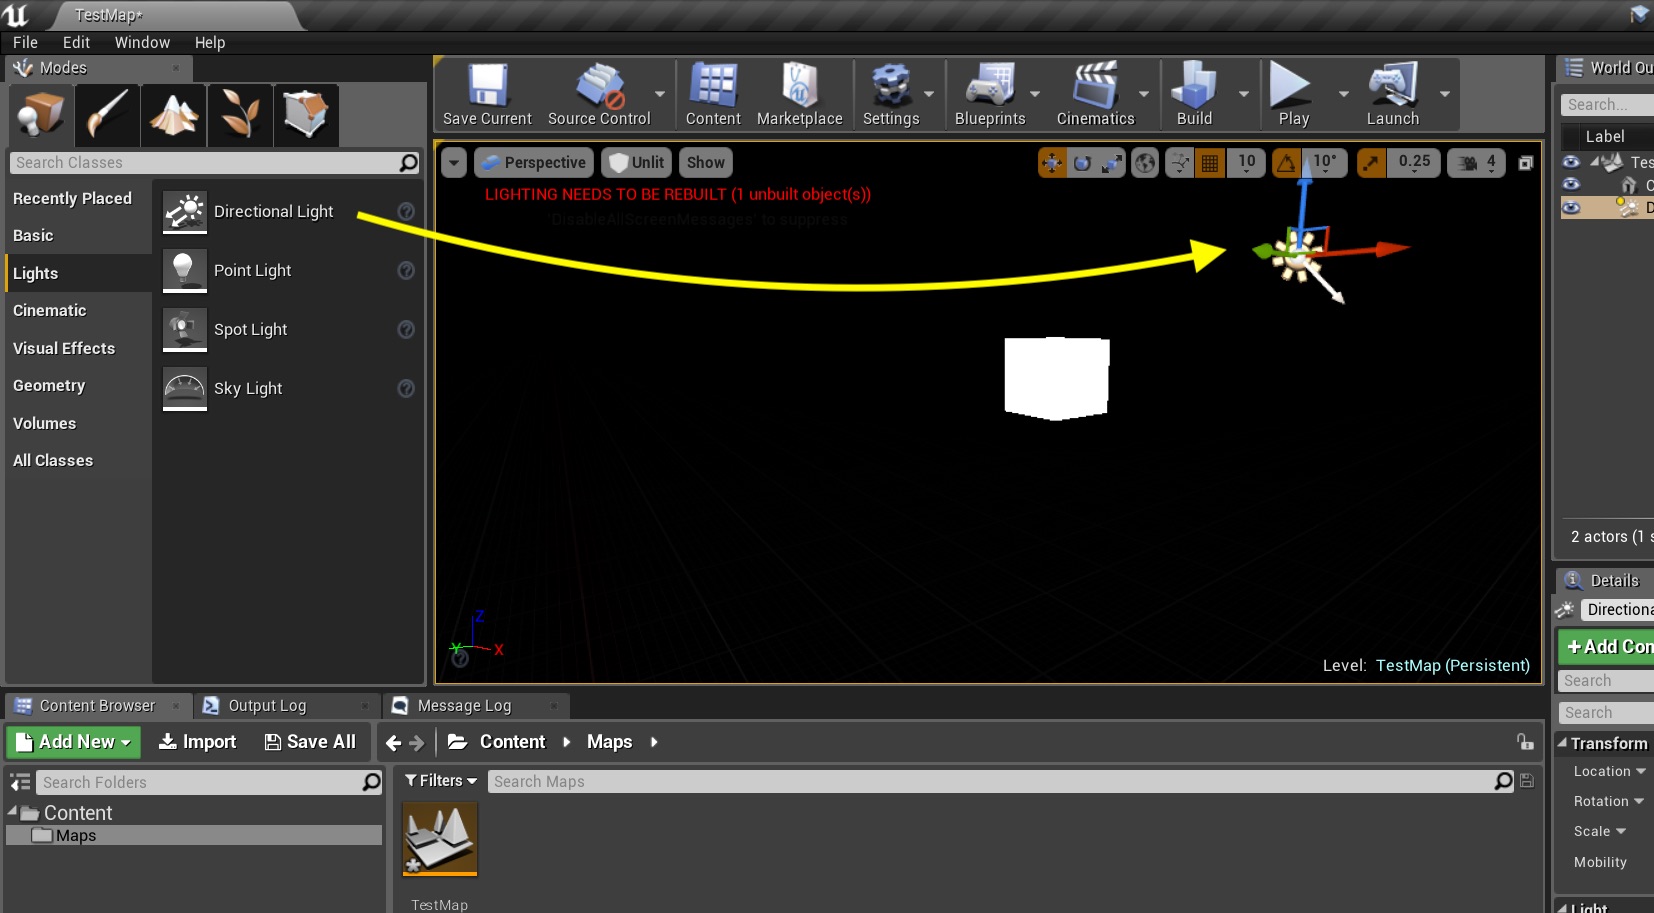 TestMap*
File Edit Window Help
Modes
Search Classes
Recently Placed
Basic
Lights
Cinematic
Visual Effects
Geometry
Volumes
All Classes
Directional Light
Point Light
Spot Light
Sky Light
Save Current Source Control Content Marketplace Settings Blueprints Cinematics Build Play Launch
Perspective Unlit Show 10 10° 0.25 4
LIGHTING NEEDS TO BE REBUILT (1 unbuilt object(s))
'DisableAllScreenMessages' to suppress
Z
Y X
Level: TestMap (Persistent)
World Ou
Search...
Label
Tes
C
D
2 actors (1 s
Details
Directiona
+Add Con
Search
Search
Transform
Location
Rotation
Scale
Mobility
Light
Content Browser Output Log Message Log
Add New Import Save All Content Maps
Search Folders
Content
Maps
Filters Search Maps
TestMap